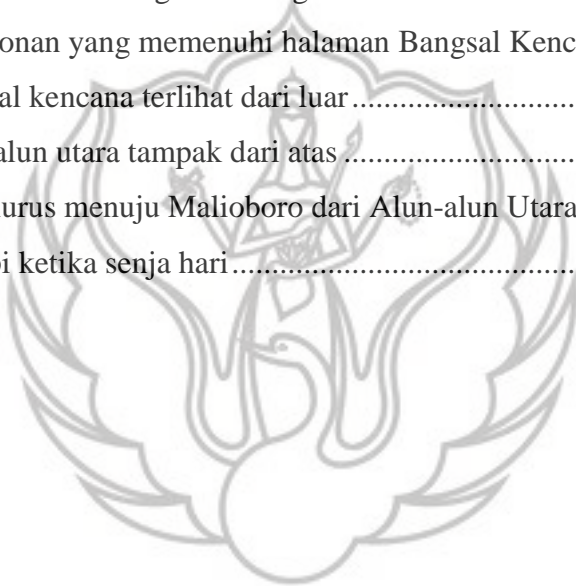 onan yang memenuhi halaman Bangsal Kenc
al kencana terlihat dari luar ..........................
alun utara tampak dari atas ...........................
urus menuju Malioboro dari Alun-alun Utara
i ketika senja hari .......................................